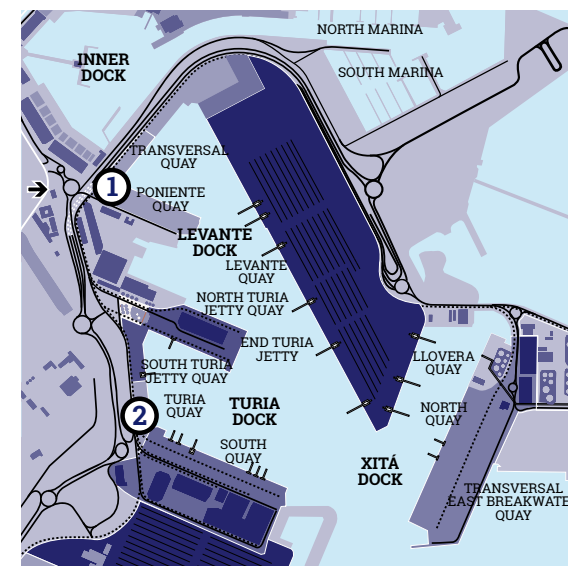 NORTH MARINA
INNER
DOCK
SOUTH MARINA
TRANSVERSAL
QUAY
1
PONIENTE
QUAY
LEVANTE
DOCK
LEVANTE
QUAY
NORTH TURIA
JETTY QUAY
END TURIA
JETTY
LLOVERA
QUAY
SOUTH TURIA
JETTY QUAY
TURIA
QUAY
2
TURIA
DOCK
NORTH
QUAY
SOUTH
QUAY
XITÁ
DOCK
TRANSVERSAL
EAST BREAKWATE
QUAY